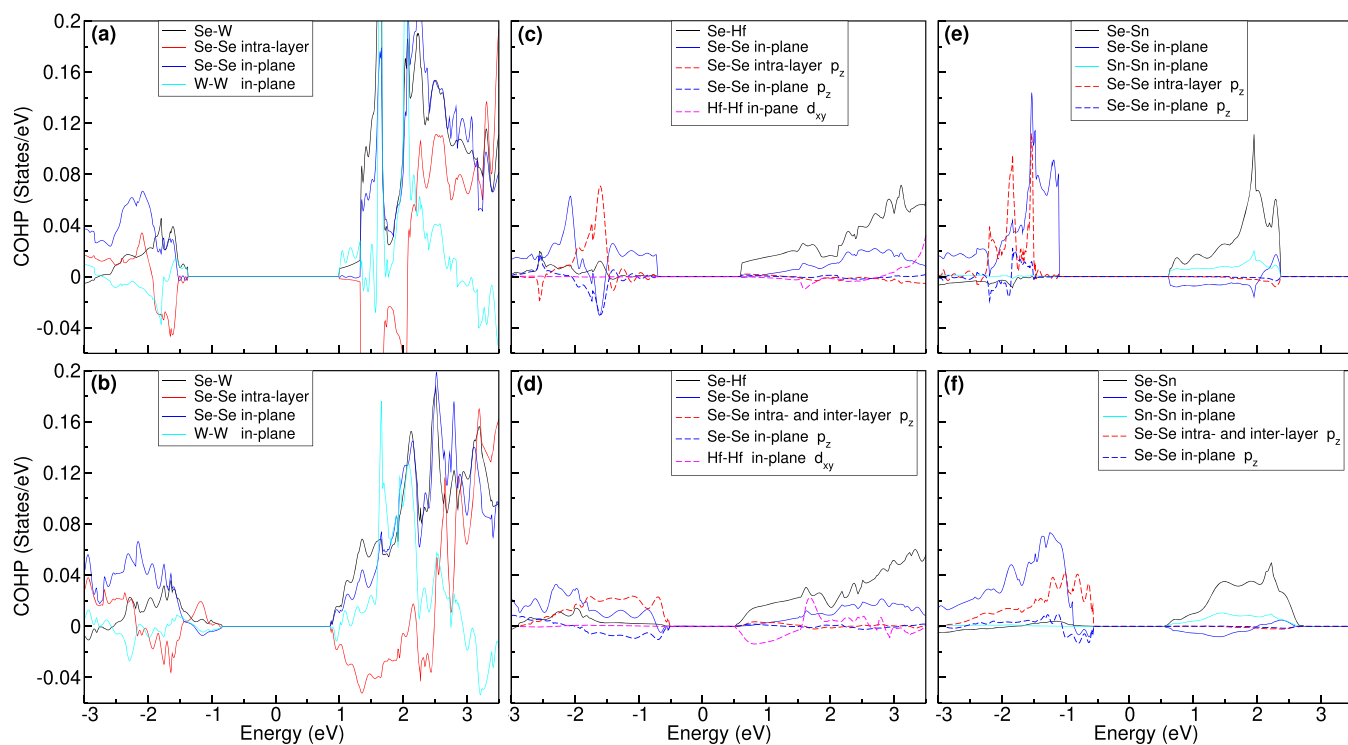 (a)
Se-W
Se-Se intra-layer
Se-Se in-plane
W-W in-plane
COHP (States/eV)
0.2
0.16
0.12
0.08
0.04
0
-0.04
(c)
Se-Hf
Se-Se in-plane
Se-Se intra-layer p_z
Se-Se in-plane p_z
Hf-Hf in-pane d_xy
(e)
Se-Sn
Se-Se in-plane
Sn-Sn in-plane
Se-Se intra-layer p_z
Se-Se in-plane p_z
(b)
Se-W
Se-Se intra-layer
Se-Se in-plane
W-W in-plane
COHP (States/eV)
0.2
0.16
0.12
0.08
0.04
0
-0.04
-3 -2 -1 0 1 2 3
Energy (eV)
(d)
Se-Hf
Se-Se in-plane
Se-Se intra- and inter-layer p_z
Se-Se in-plane p_z
Hf-Hf in-plane d_xy
-3 -2 -1 0 1 2 3
Energy (eV)
(f)
Se-Sn
Se-Se in-plane
Sn-Sn in-plane
Se-Se intra- and inter-layer p_z
Se-Se in-plane p_z
-3 -2 -1 0 1 2 3
Energy (eV)